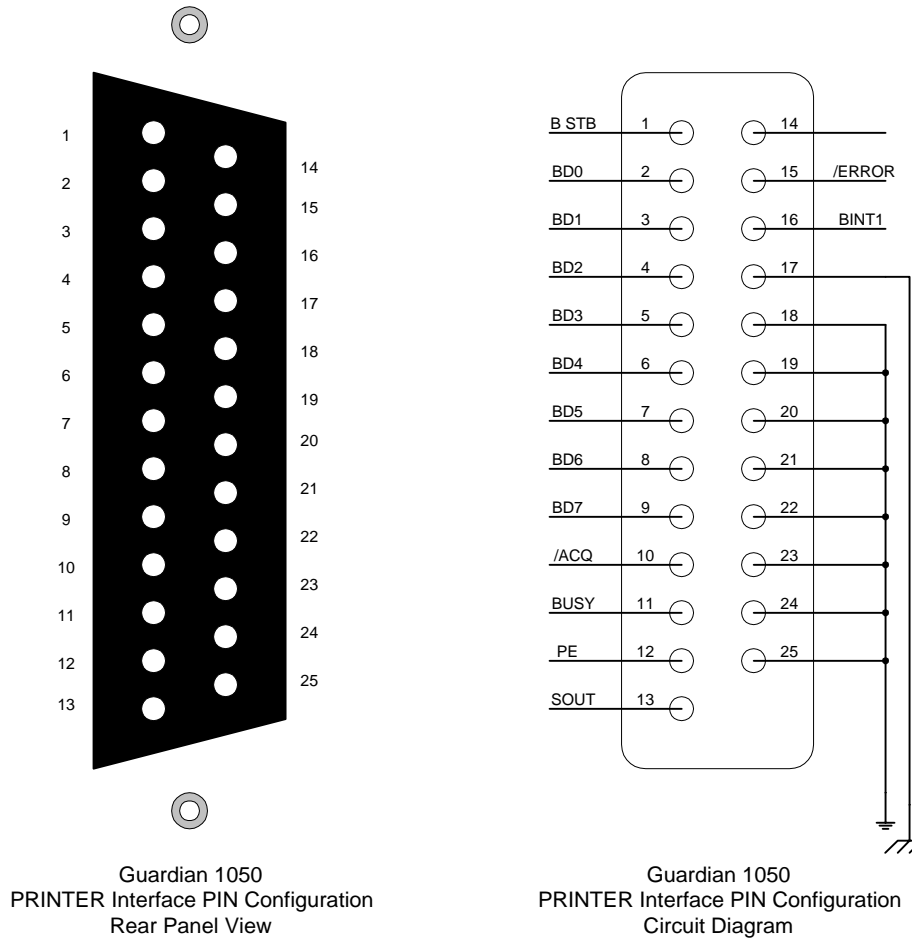 1
14
2
15
3
16
4
17
5
18
6
19
7
20
8
21
9
22
10
23
11
24
12
25
13
Guardian 1050
PRINTER Interface PIN Configuration
Rear Panel View
B STB 1 14
BD0 2 15 /ERROR
BD1 3 16 BINT1
BD2 4 17
BD3 5 18
BD4 6 19
BD5 7 20
BD6 8 21
BD7 9 22
/ACQ 10 23
BUSY 11 24
PE 12 25
SOUT 13
Guardian 1050
PRINTER Interface PIN Configuration
Circuit Diagram